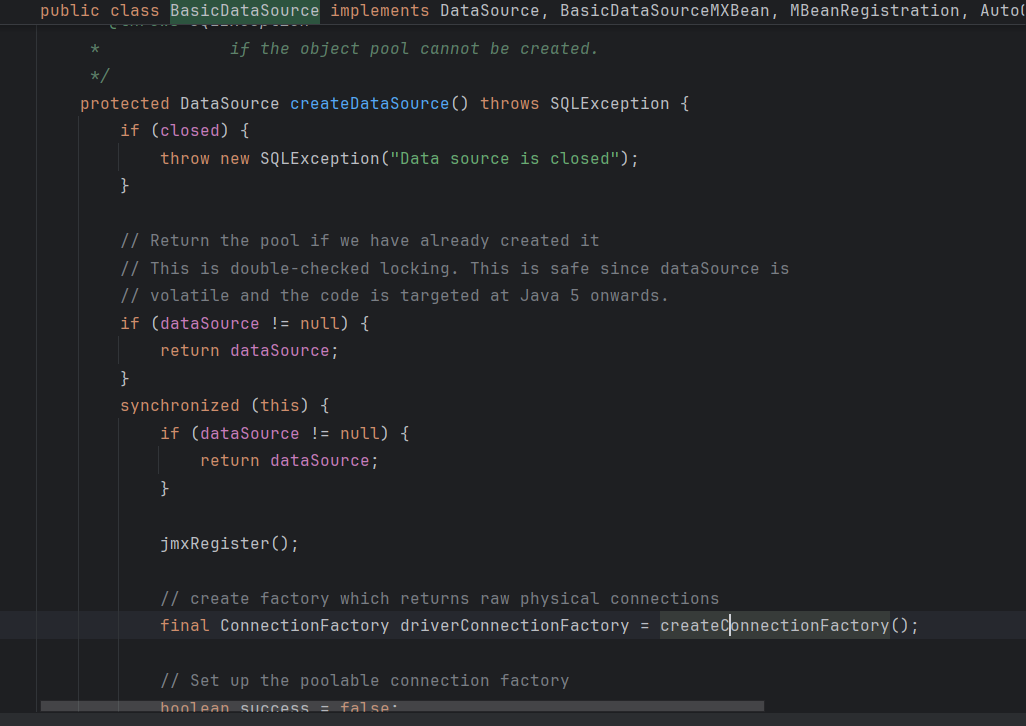 public class BasicDataSource implements DataSource, BasicDataSourceMXBean, MBeanRegistration, Auto
* if the object pool cannot be created.
*/
protected DataSource createDataSource() throws SQLException {
if (closed) {
throw new SQLException("Data source is closed");
}
// Return the pool if we have already created it
// This is double-checked locking. This is safe since dataSource is
// volatile and the code is targeted at Java 5 onwards.
if (dataSource != null) {
return dataSource;
}
synchronized (this) {
if (dataSource != null) {
return dataSource;
}
jmxRegister();
// create factory which returns raw physical connections
final ConnectionFactory driverConnectionFactory = createConnectionFactory();
// Set up the poolable connection factory
boolean success = false;